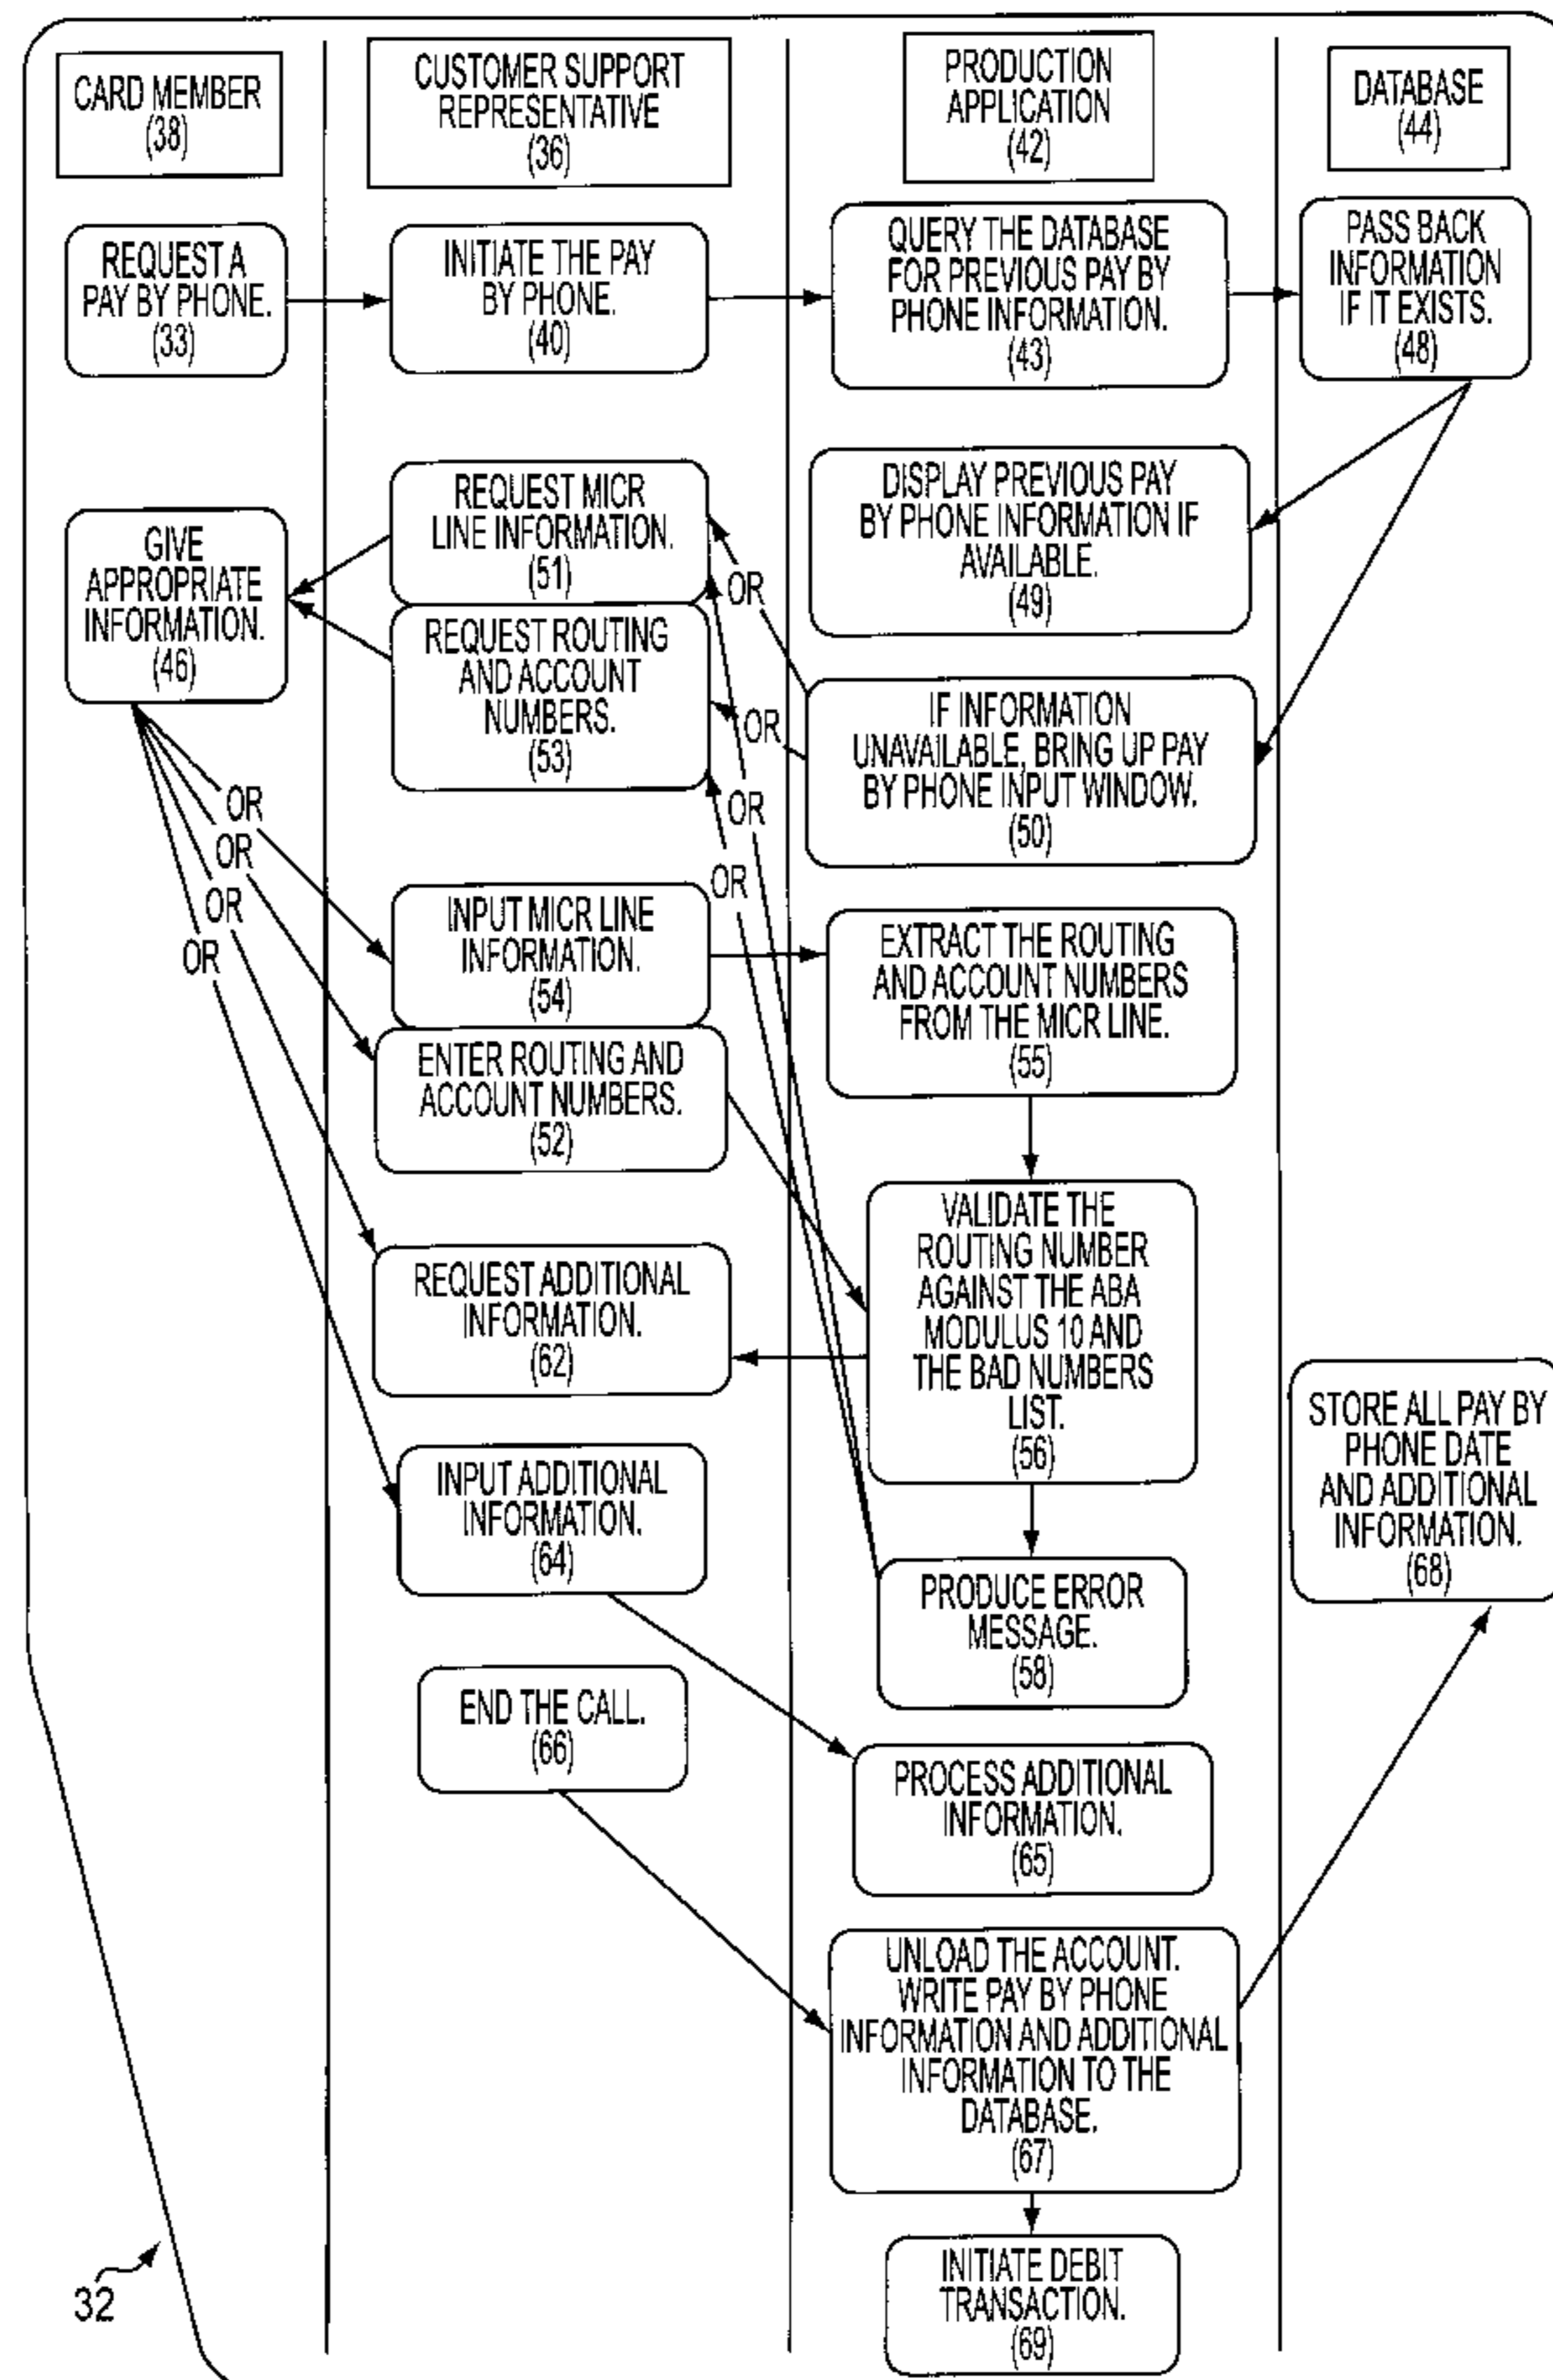 CARD MEMBER
(38)
CUSTOMER SUPPORT
REPRESENTATIVE
(36)
PRODUCTION
APPLICATION
(42)
DATABASE
(44)
REQUEST A
PAY BY PHONE.
(33)
INITIATE THE PAY
BY PHONE.
(40)
QUERY THE DATABASE
FOR PREVIOUS PAY BY
PHONE INFORMATION.
(43)
PASS BACK
INFORMATION
IF IT EXISTS.
(48)
REQUEST MICR
LINE INFORMATION.
(51)
DISPLAY PREVIOUS PAY
BY PHONE INFORMATION IF
AVAILABLE.
(49)
GIVE
APPROPRIATE
INFORMATION.
(46)
OR
REQUEST ROUTING
AND ACCOUNT
NUMBERS.
(53)
OR
IF INFORMATION
UNAVAILABLE, BRING UP PAY
BY PHONE INPUT WINDOW.
(50)
OR
OR
OR
OR
OR
OR
INPUT MICR LINE
INFORMATION.
(54)
EXTRACT THE ROUTING
AND ACCOUNT NUMBERS
FROM THE MICR LINE.
(55)
ENTER ROUTING AND
ACCOUNT NUMBERS.
(52)
VALIDATE THE
ROUTING NUMBER
AGAINST THE ABA
MODULUS 10 AND
THE BAD NUMBERS
LIST.
(56)
REQUEST ADDITIONAL
INFORMATION.
(62)
STORE ALL PAY BY
PHONE DATE
AND ADDITIONAL
INFORMATION.
(68)
INPUT ADDITIONAL
INFORMATION.
(64)
PRODUCE ERROR
MESSAGE.
(58)
END THE CALL.
(66)
PROCESS ADDITIONAL
INFORMATION.
(65)
UNLOAD THE ACCOUNT.
WRITE PAY BY PHONE
INFORMATION AND ADDITIONAL
INFORMATION TO THE
DATABASE.
(67)
INITIATE DEBIT
TRANSACTION.
(69)
32